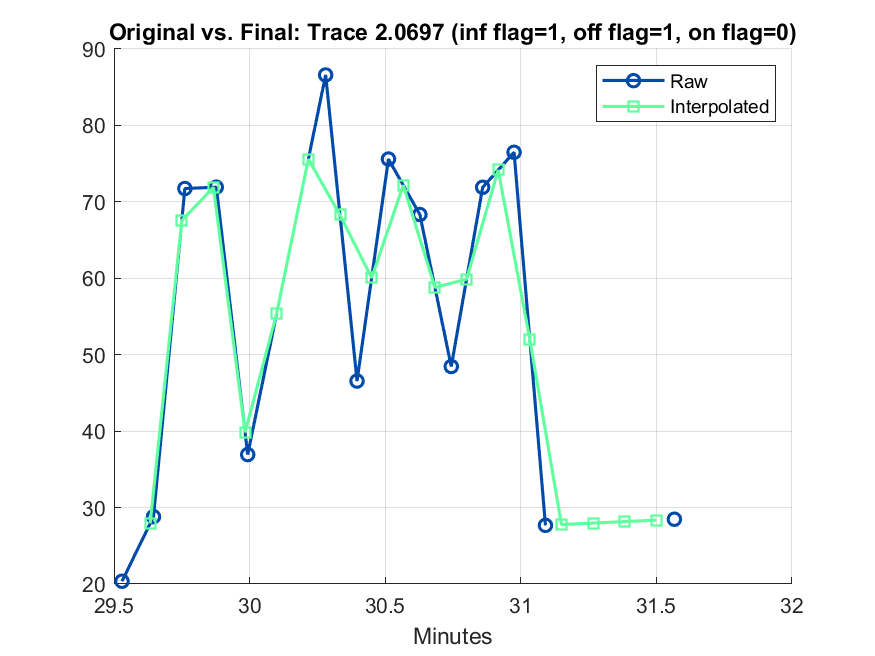 Original vs. Final: Trace 2.0697 (inf flag=1, off flag=1, on flag=0)
90
80
70
60
50
40
30
20
Raw
Interpolated
29.5 30 30.5 31 31.5 32
Minutes